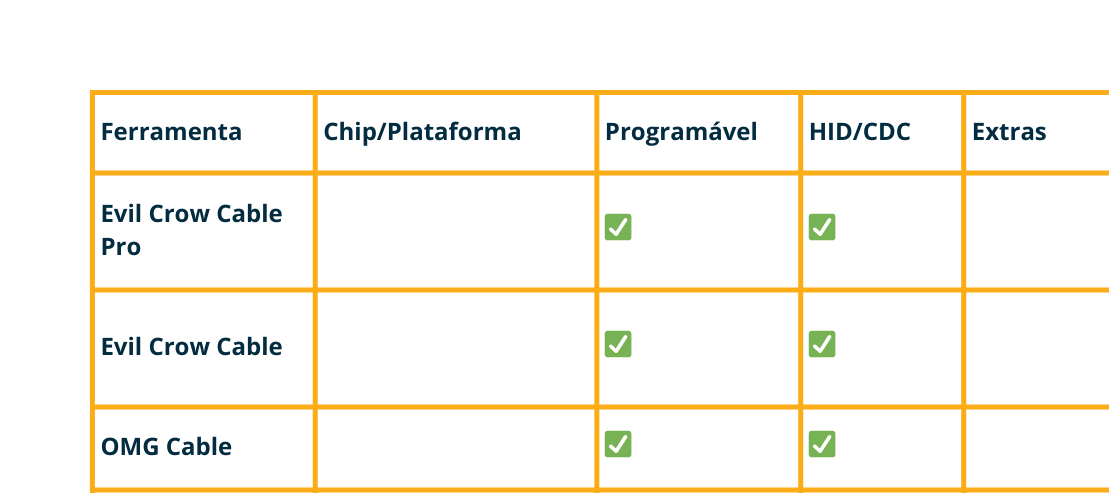 Ferramenta Chip/Plataforma Programável HID/CDC Extras
Evil Crow Cable
Pro ✅ ✅
Evil Crow Cable ✅ ✅
OMG Cable ✅ ✅